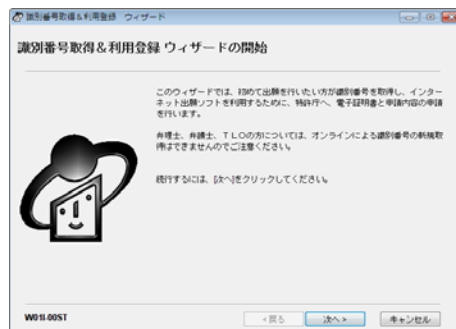 識別番号取得＆利用登録　ウィザード
識別番号取得＆利用登録 ウィザードの開始
このウィザードでは、初めて出願を行いたい方が識別番号を取得し、インター
ネット出願ソフトを利用するために、特許庁へ、電子証明書と申請内容の申請
を行います。
弁理士、弁護士、ＴＬＯの方については、オンラインによる識別番号の新規取
得はできませんのでご注意ください。
続行するには、[次へ]をクリックしてください。
W01I-00ST
<戻る
次へ>
キャンセル